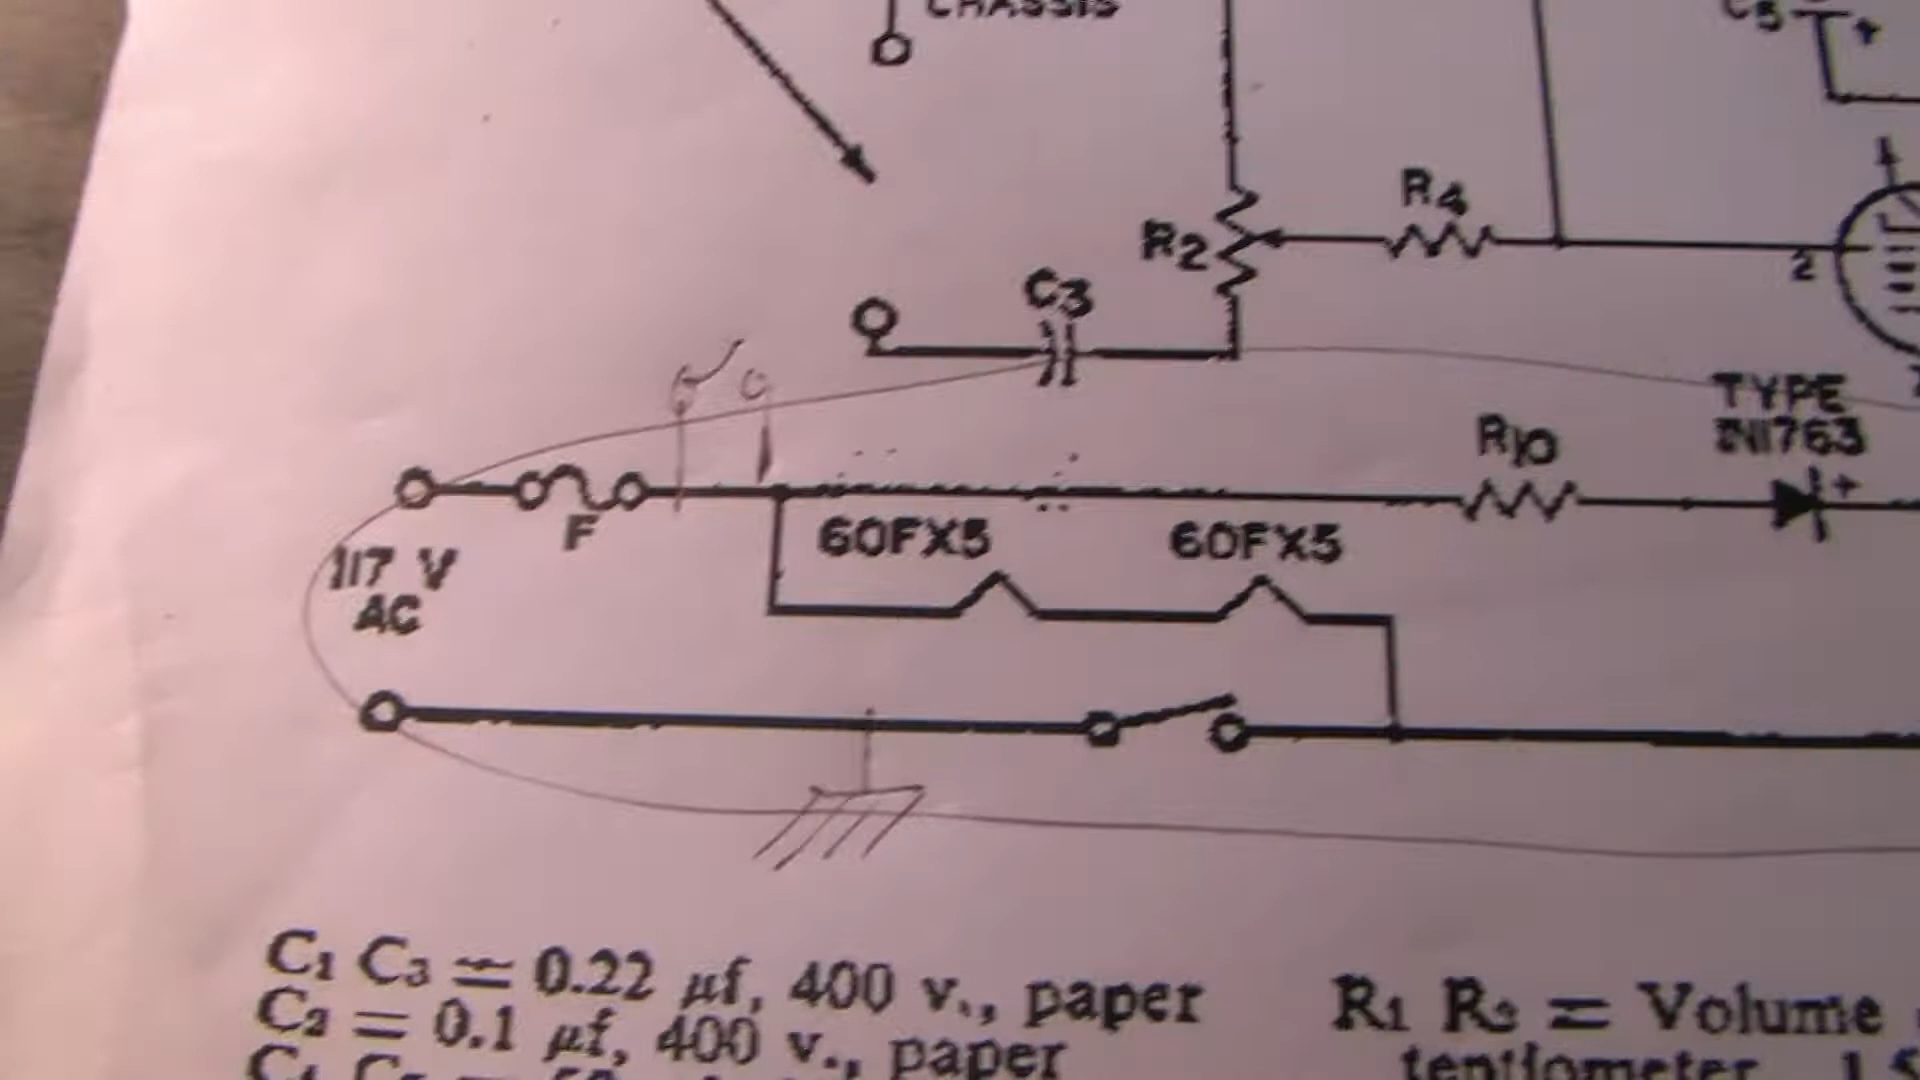 CHASSIS
C5
+
R4
R2
2
C3
TYPE
1N1763
R10
+
F
117 V
AC
60FX5
60FX5
C1 C3 = 0.22 μf, 400 v., paper
C2 = 0.1 μf, 400 v., paper
R1 R2 = Volume
tentiometer